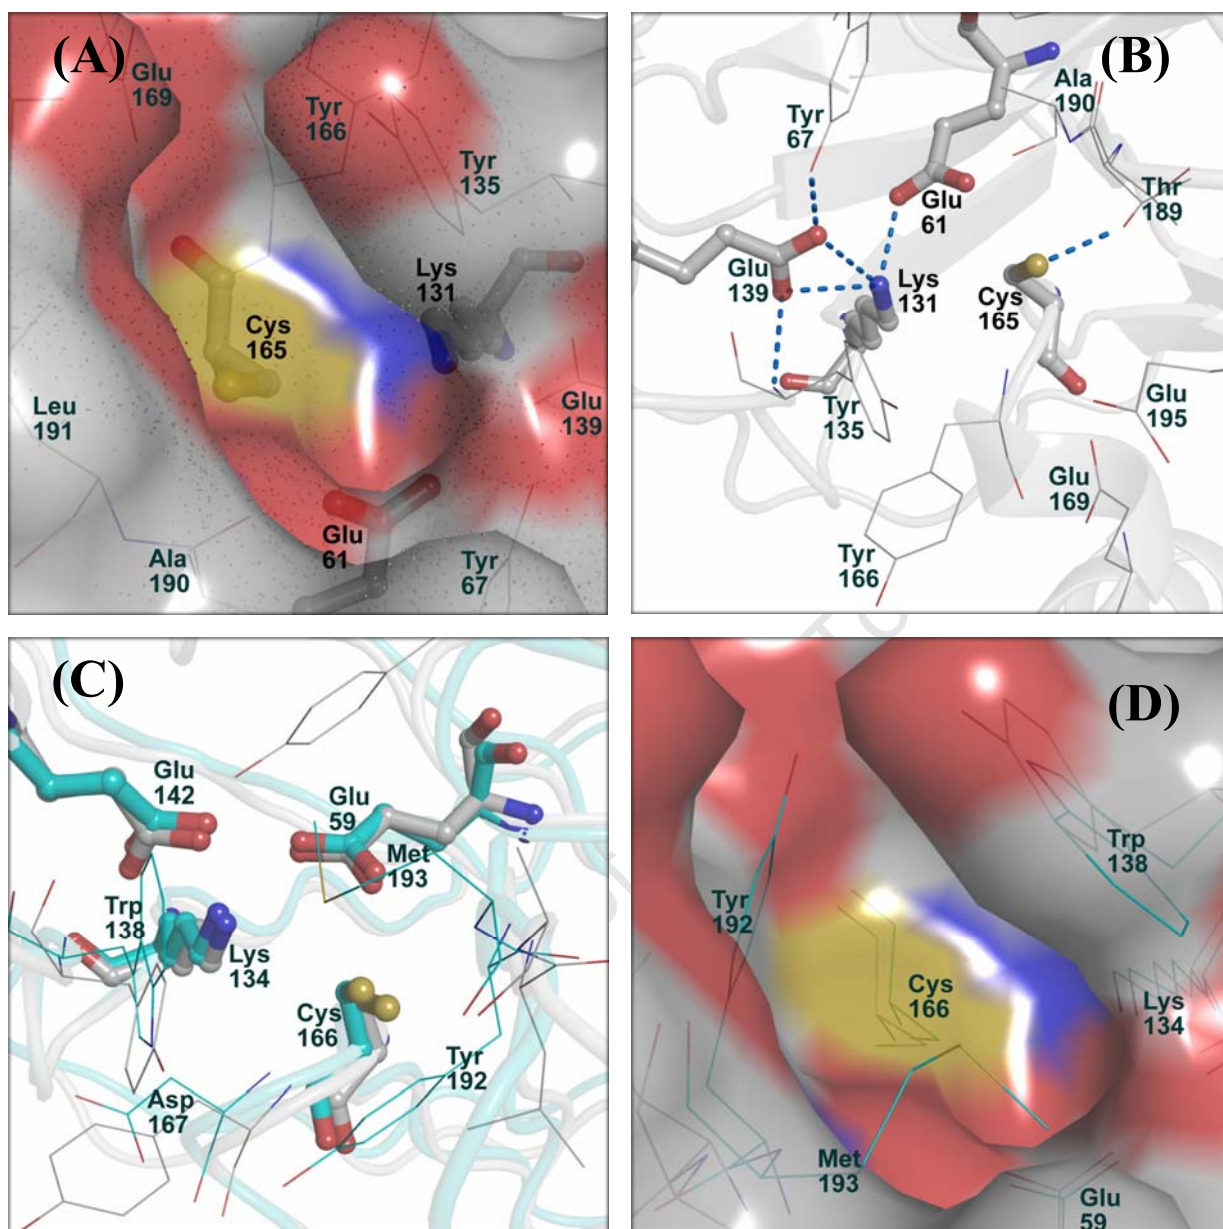 (A)
Glu
169
Tyr
166
Tyr
135
Lys
131
Cys
165
Leu
191
Glu
139
Glu
61
Ala
190
Tyr
67
(B)
Ala
190
Tyr
67
Glu
61
Thr
189
Glu
139
Lys
131
Cys
165
Tyr
135
Glu
195
Glu
169
Tyr
166
(C)
Glu
142
Glu
59
Met
193
Trp
138
Lys
134
Cys
166
Tyr
192
Asp
167
(D)
Trp
138
Tyr
192
Cys
166
Lys
134
Met
193
Glu
59